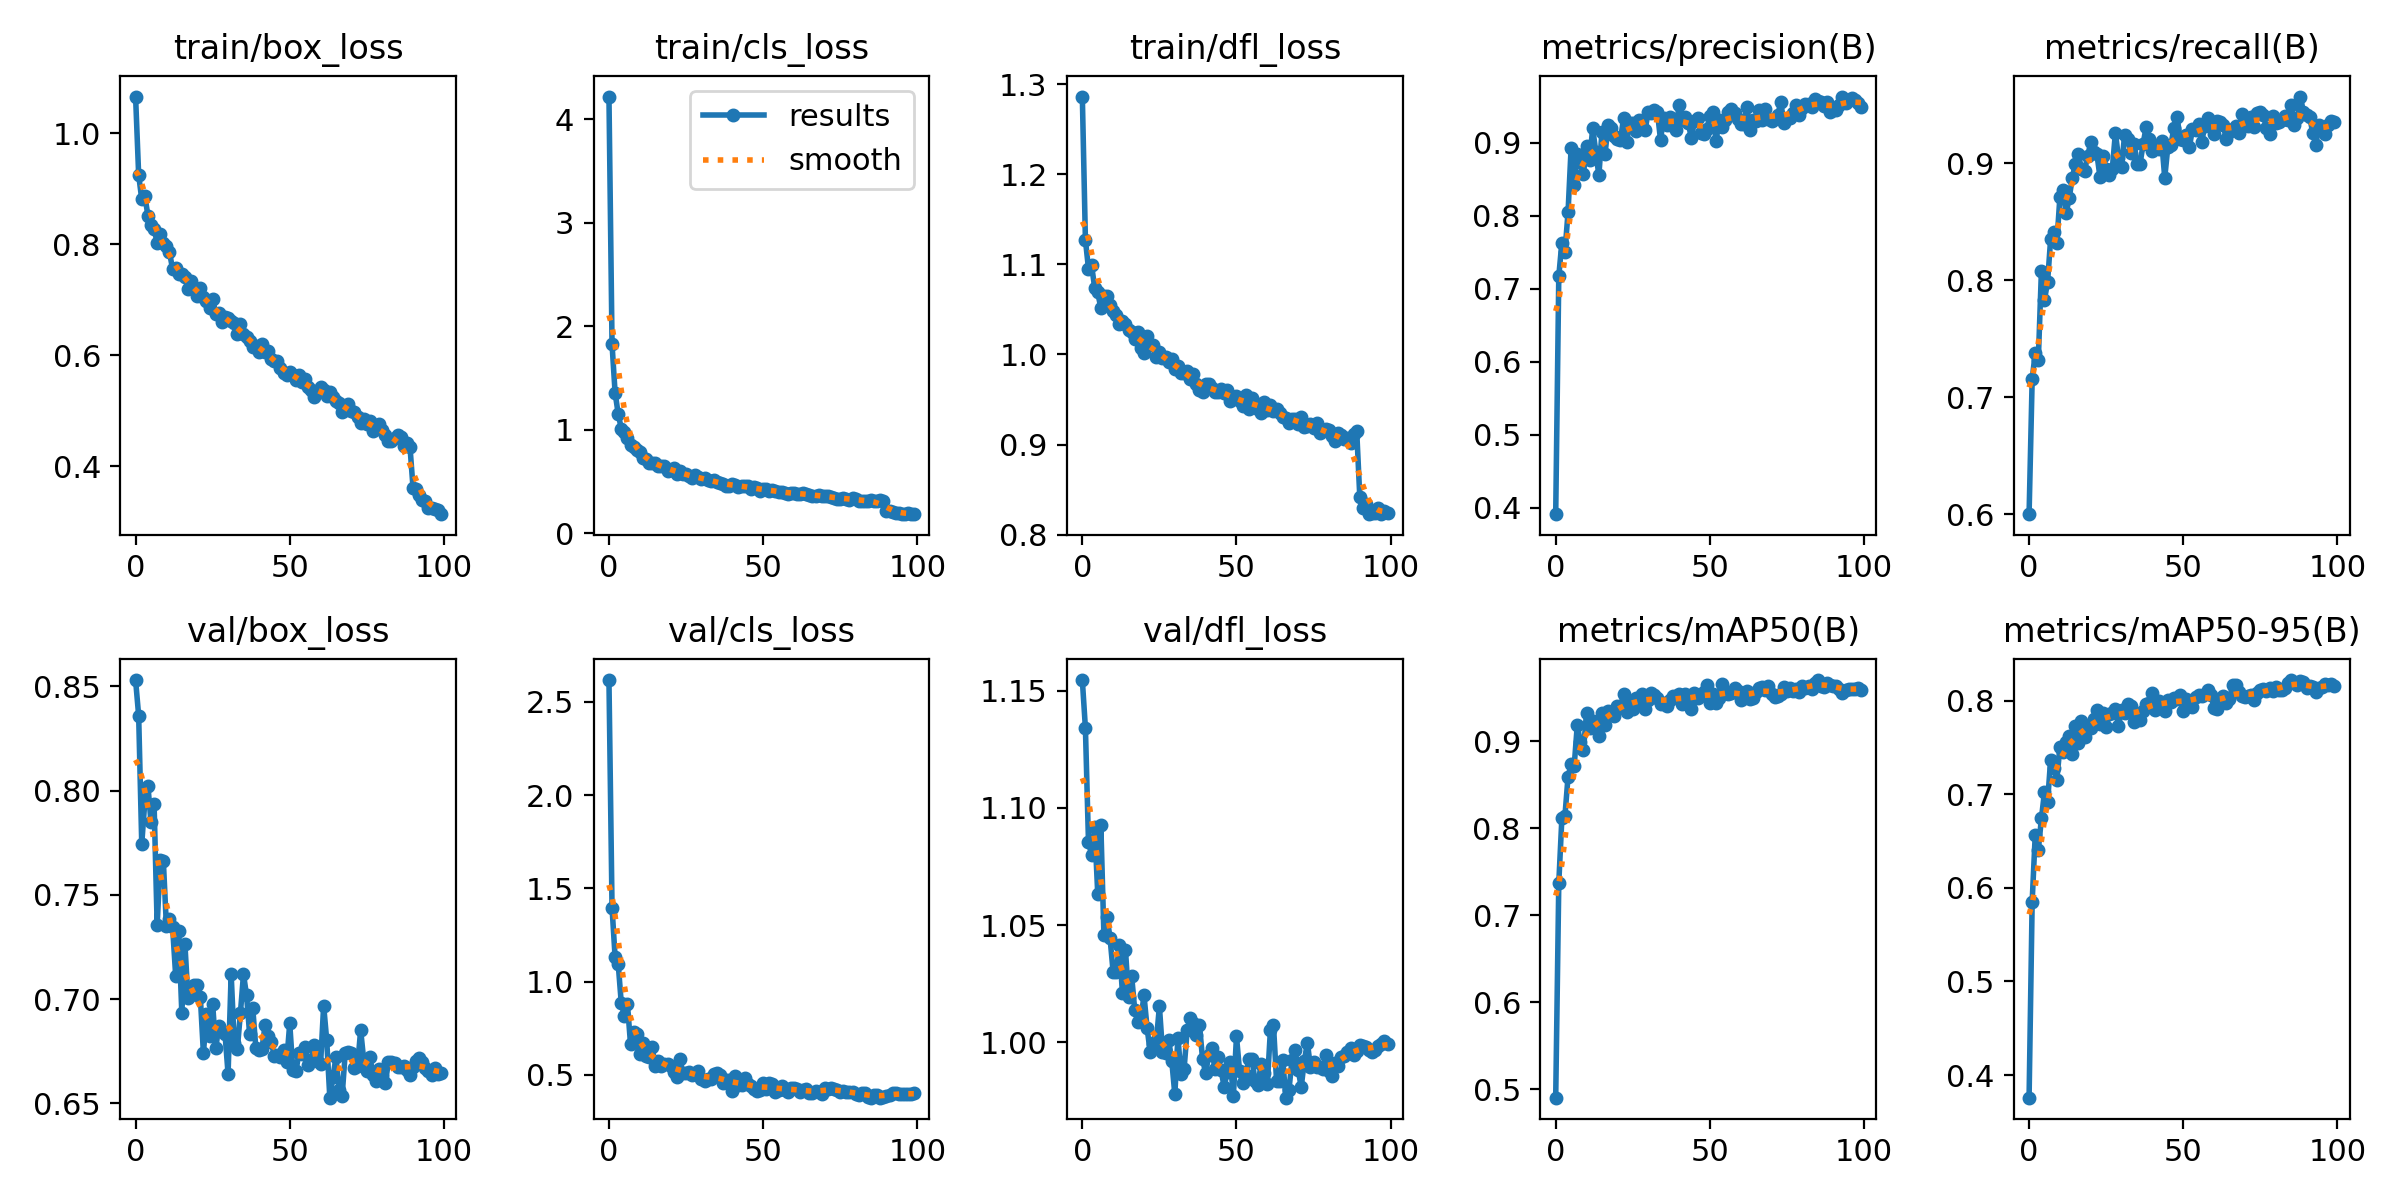 train/box_loss
1.0
0.8
0.6
0.4
0 50 100
train/cls_loss
results
smooth
4
3
2
1
0
0 50 100
train/dfl_loss
1.3
1.2
1.1
1.0
0.9
0.8
0 50 100
metrics/precision(B)
0.9
0.8
0.7
0.6
0.5
0.4
0 50 100
metrics/recall(B)
0.9
0.8
0.7
0.6
0 50 100
val/box_loss
0.85
0.80
0.75
0.70
0.65
0 50 100
val/cls_loss
2.5
2.0
1.5
1.0
0.5
0 50 100
val/dfl_loss
1.15
1.10
1.05
1.00
0 50 100
metrics/mAP50(B)
0.9
0.8
0.7
0.6
0.5
0 50 100
metrics/mAP50-95(B)
0.8
0.7
0.6
0.5
0.4
0 50 100